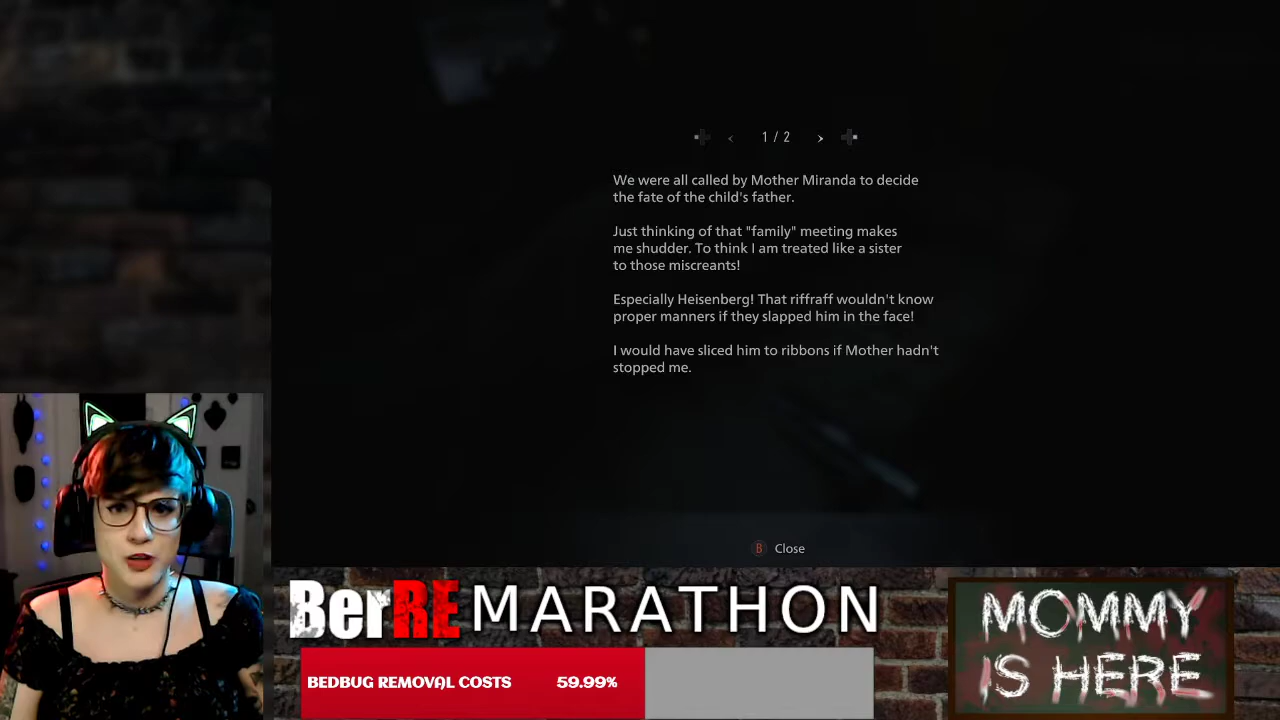 1 / 2
We were all called by Mother Miranda to decide
the fate of the child's father.
Just thinking of that "family" meeting makes
me shudder. To think I am treated like a sister
to those miscreants!
Especially Heisenberg! That riffraff wouldn't know
proper manners if they slapped him in the face!
I would have sliced him to ribbons if Mother hadn't
stopped me.
B Close
BerRE MARATHON
BEDBUG REMOVAL COSTS 59.99%
MOMMY
IS HERE